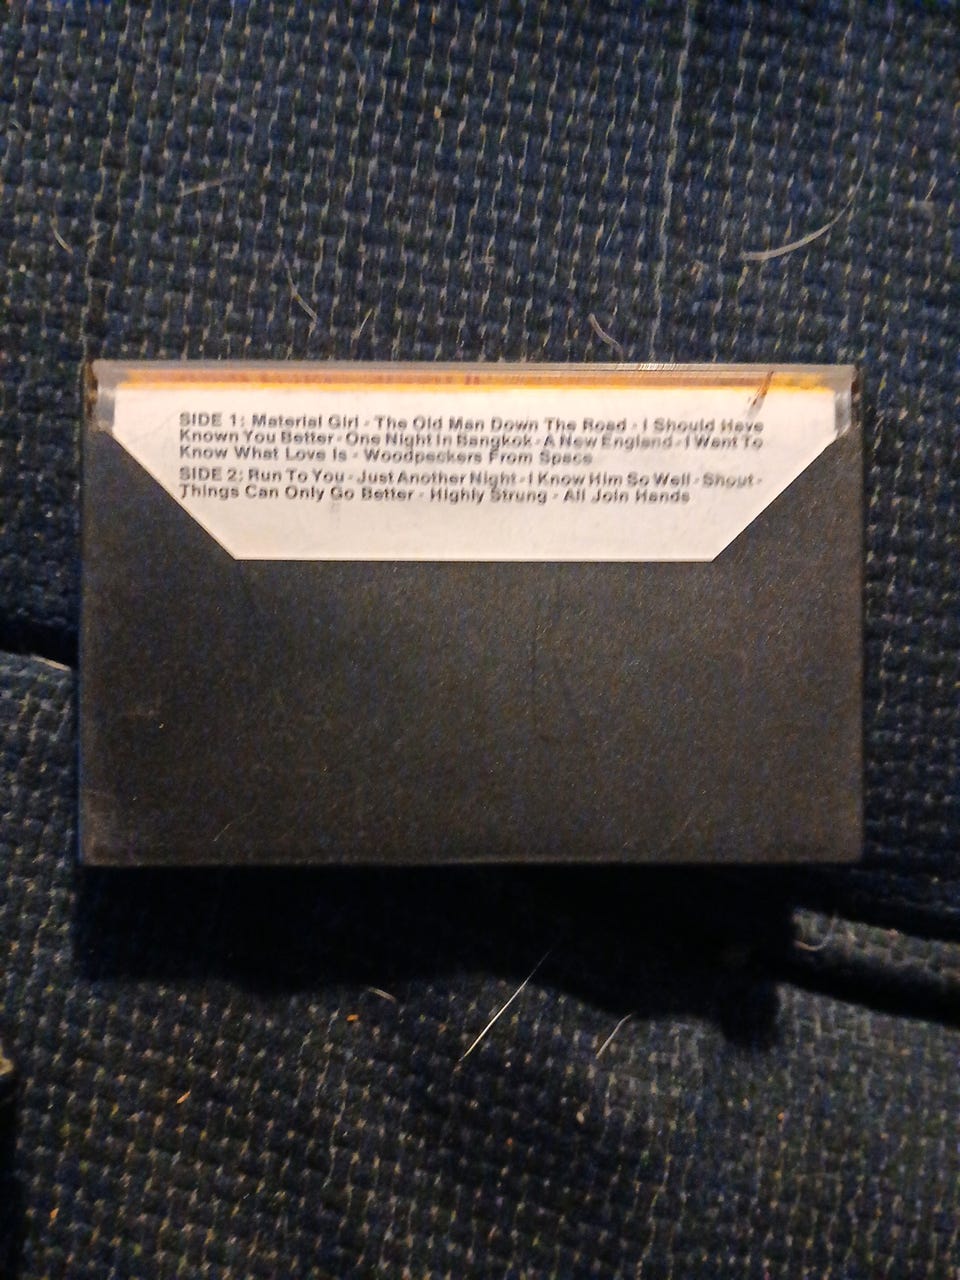 SIDE 1: Material Girl - The Old Man Down The Road - I Should Have
Known You Better - One Night In Bangkok - A New England - I Want To
Know What Love Is - Woodpeckers From Space
SIDE 2: Run To You - Just Another Night - I Know Him So Well - Shout -
Things Can Only Go Better - Highly Strung - All Join Hands